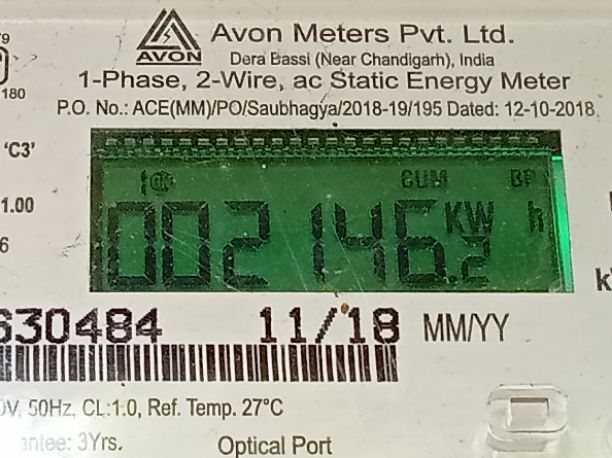 AVON
Avon Meters Pvt. Ltd.
Dera Bassi (Near Chandigarh), India
1-Phase, 2-Wire, ac Static Energy Meter
P.O. No.: ACE(MM)/PO/Saubhagya/2018-19/195 Dated: 12-10-2018
180
'C3'
1.00
CUM
002146.2 KW h
630484 11/18 MM/YY
50Hz, CL:1.0, Ref. Temp. 27°C
3Yrs. Optical Port